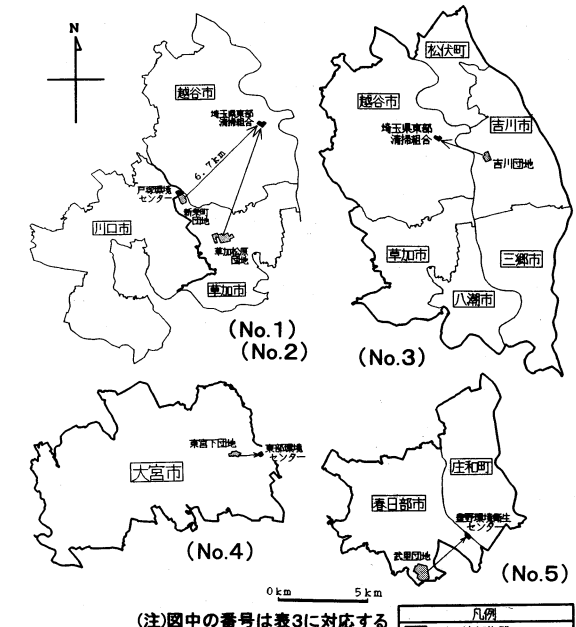 N
越谷市
埼玉県東部
清掃組合
6.7km
戸塚環境
センター
新栄町
団地
川口市
草加松原
団地
草加市
(No.1)
(No.2)
松伏町
越谷市
吉川市
埼玉県東部
清掃組合
吉川団地
草加市
三郷市
八潮市
(No.3)
東宮下団地
東部環境
センター
大宮市
(No.4)
庄和町
春日部市
豊野環境衛生
センター
武里団地
(No.5)
0km 5km
(注)図中の番号は表3に対応する
凡例